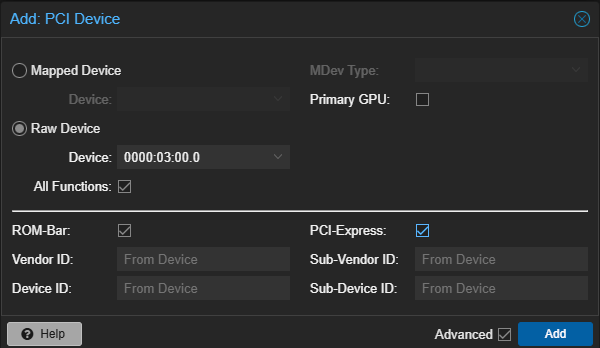 Add: PCI Device
Mapped Device
MDev Type:
Device:
Primary GPU:
Raw Device
Device: 0000:03:00.0
All Functions:
ROM-Bar:
PCI-Express:
Vendor ID: From Device
Sub-Vendor ID: From Device
Device ID: From Device
Sub-Device ID: From Device
? Help
Advanced
Add